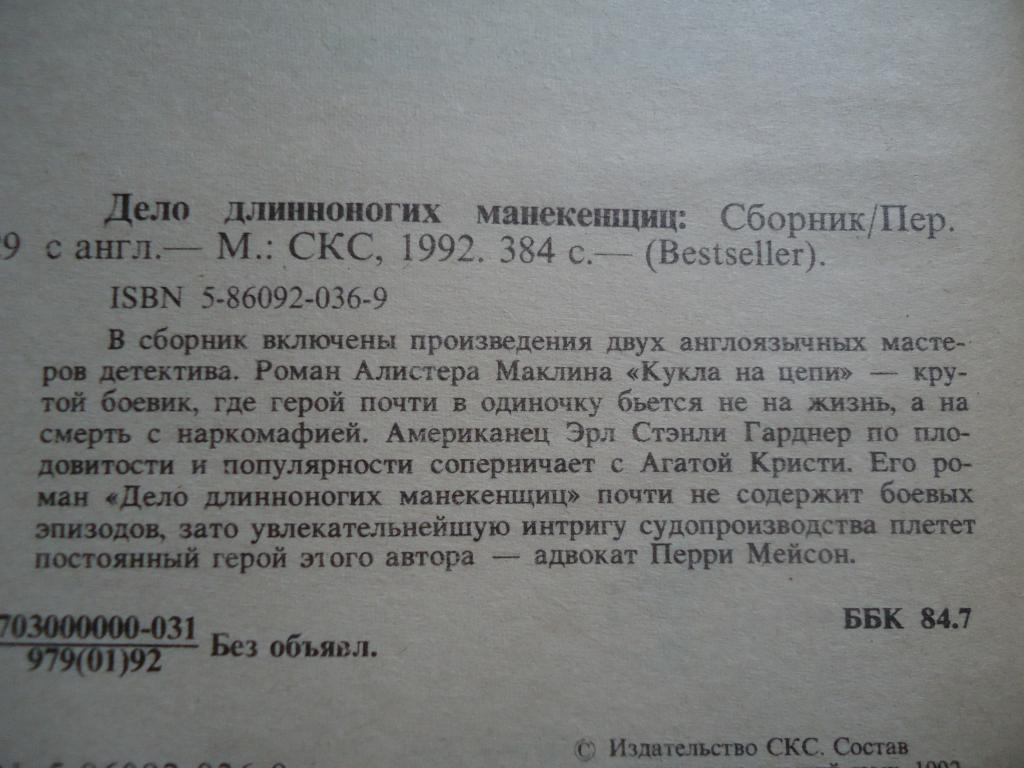 Дело длинноногих манекенщиц: Сборник/Пер.
9 с англ.— М.: СКС, 1992. 384 с.— (Bestseller).
ISBN 5-86092-036-9
В сборник включены произведения двух англоязычных масте-
ров детектива. Роман Алистера Маклина «Кукла на цепи» — кру-
той боевик, где герой почти в одиночку бьется не на жизнь, а на
смерть с наркомафией. Американец Эрл Стэнли Гарднер по пло-
довитости и популярности соперничает с Агатой Кристи. Его ро-
ман «Дело длинноногих манекенщиц» почти не содержит боевых
эпизодов, зато увлекательнейшую интригу судопроизводства плетет
постоянный герой этого автора — адвокат Перри Мейсон.
703000000-031
979(01)92
Без объявл.
ББК 84.7
© Издательство СКС. Состав